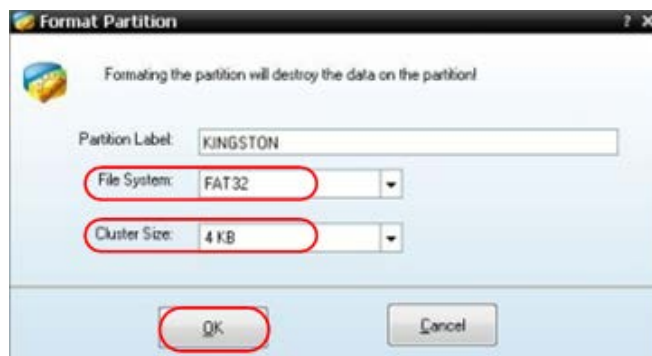 Format Partition ? X
Formating the partition will destroy the data on the partition!
Partition Label: KINGSTON
File System: FAT32
Cluster Size: 4 KB
OK Cancel